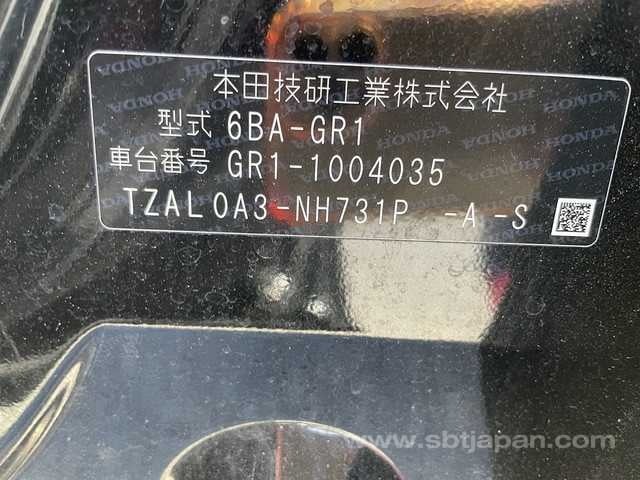 本田技研工業株式会社
型式 6BA-GR1
車台番号 GR1-1004035
TZAL0A3-NH731P -A-S
www.sbtjapan.com